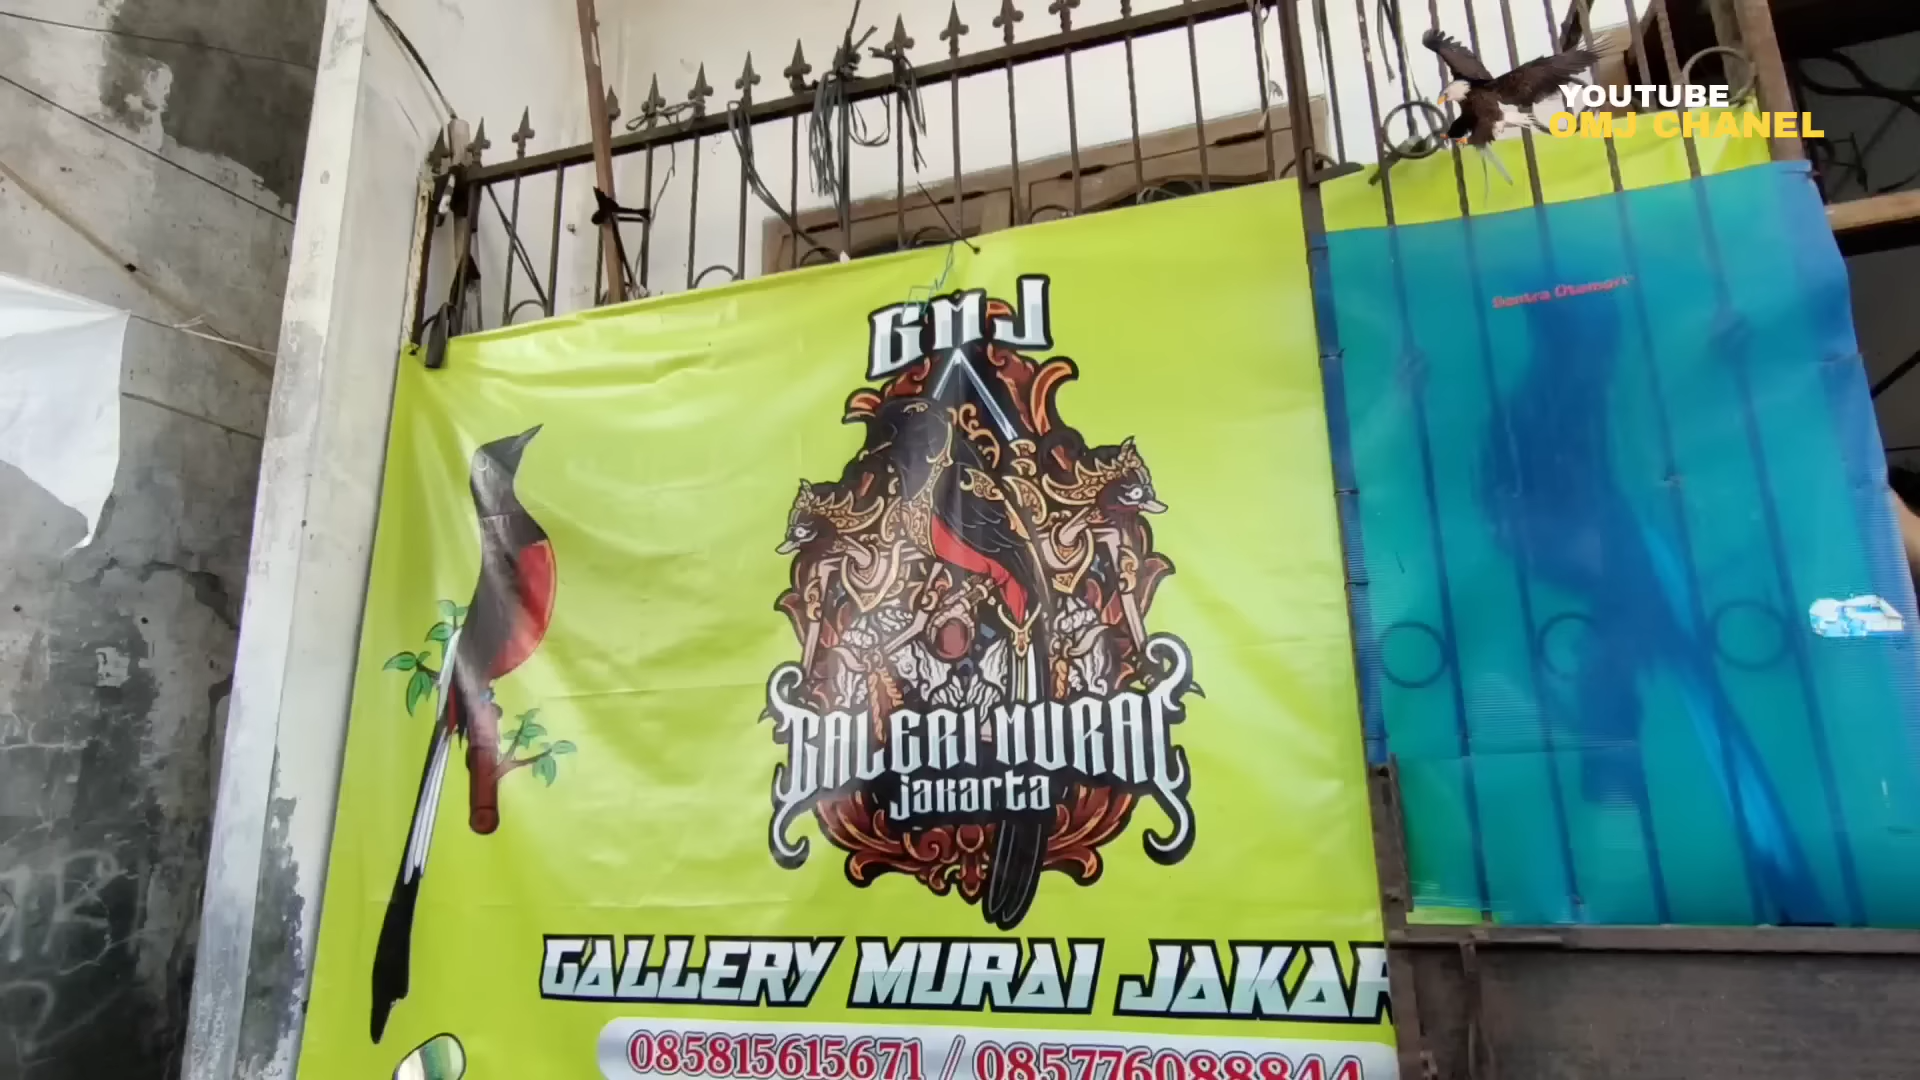 YOUTUBE
OMJ CHANEL
GMJ
GALERI MURAI
jakarta
GALLERY MURAI JAKAR
085815615671 / 085776088844